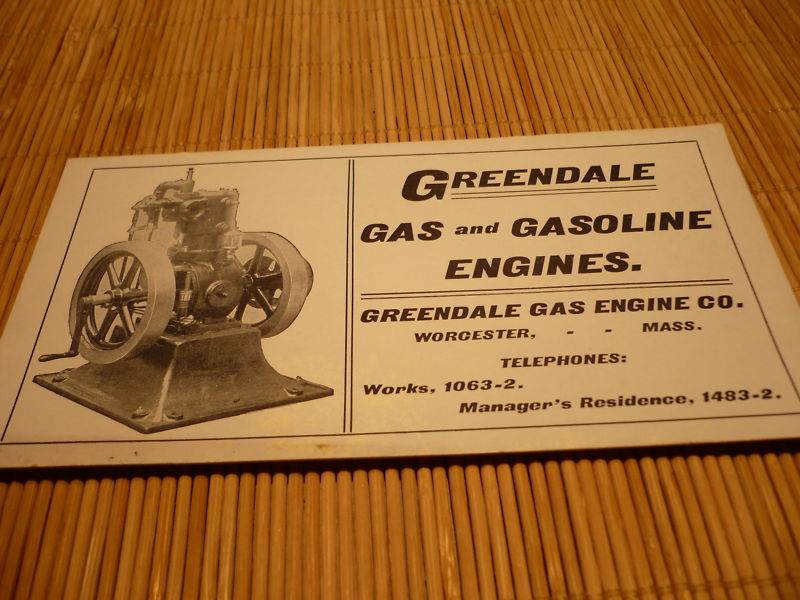 GREENDALE
GAS and GASOLINE
ENGINES.
GREENDALE GAS ENGINE CO.
WORCESTER, - - MASS.
TELEPHONES:
Works, 1063-2.
Manager's Residence, 1483-2.